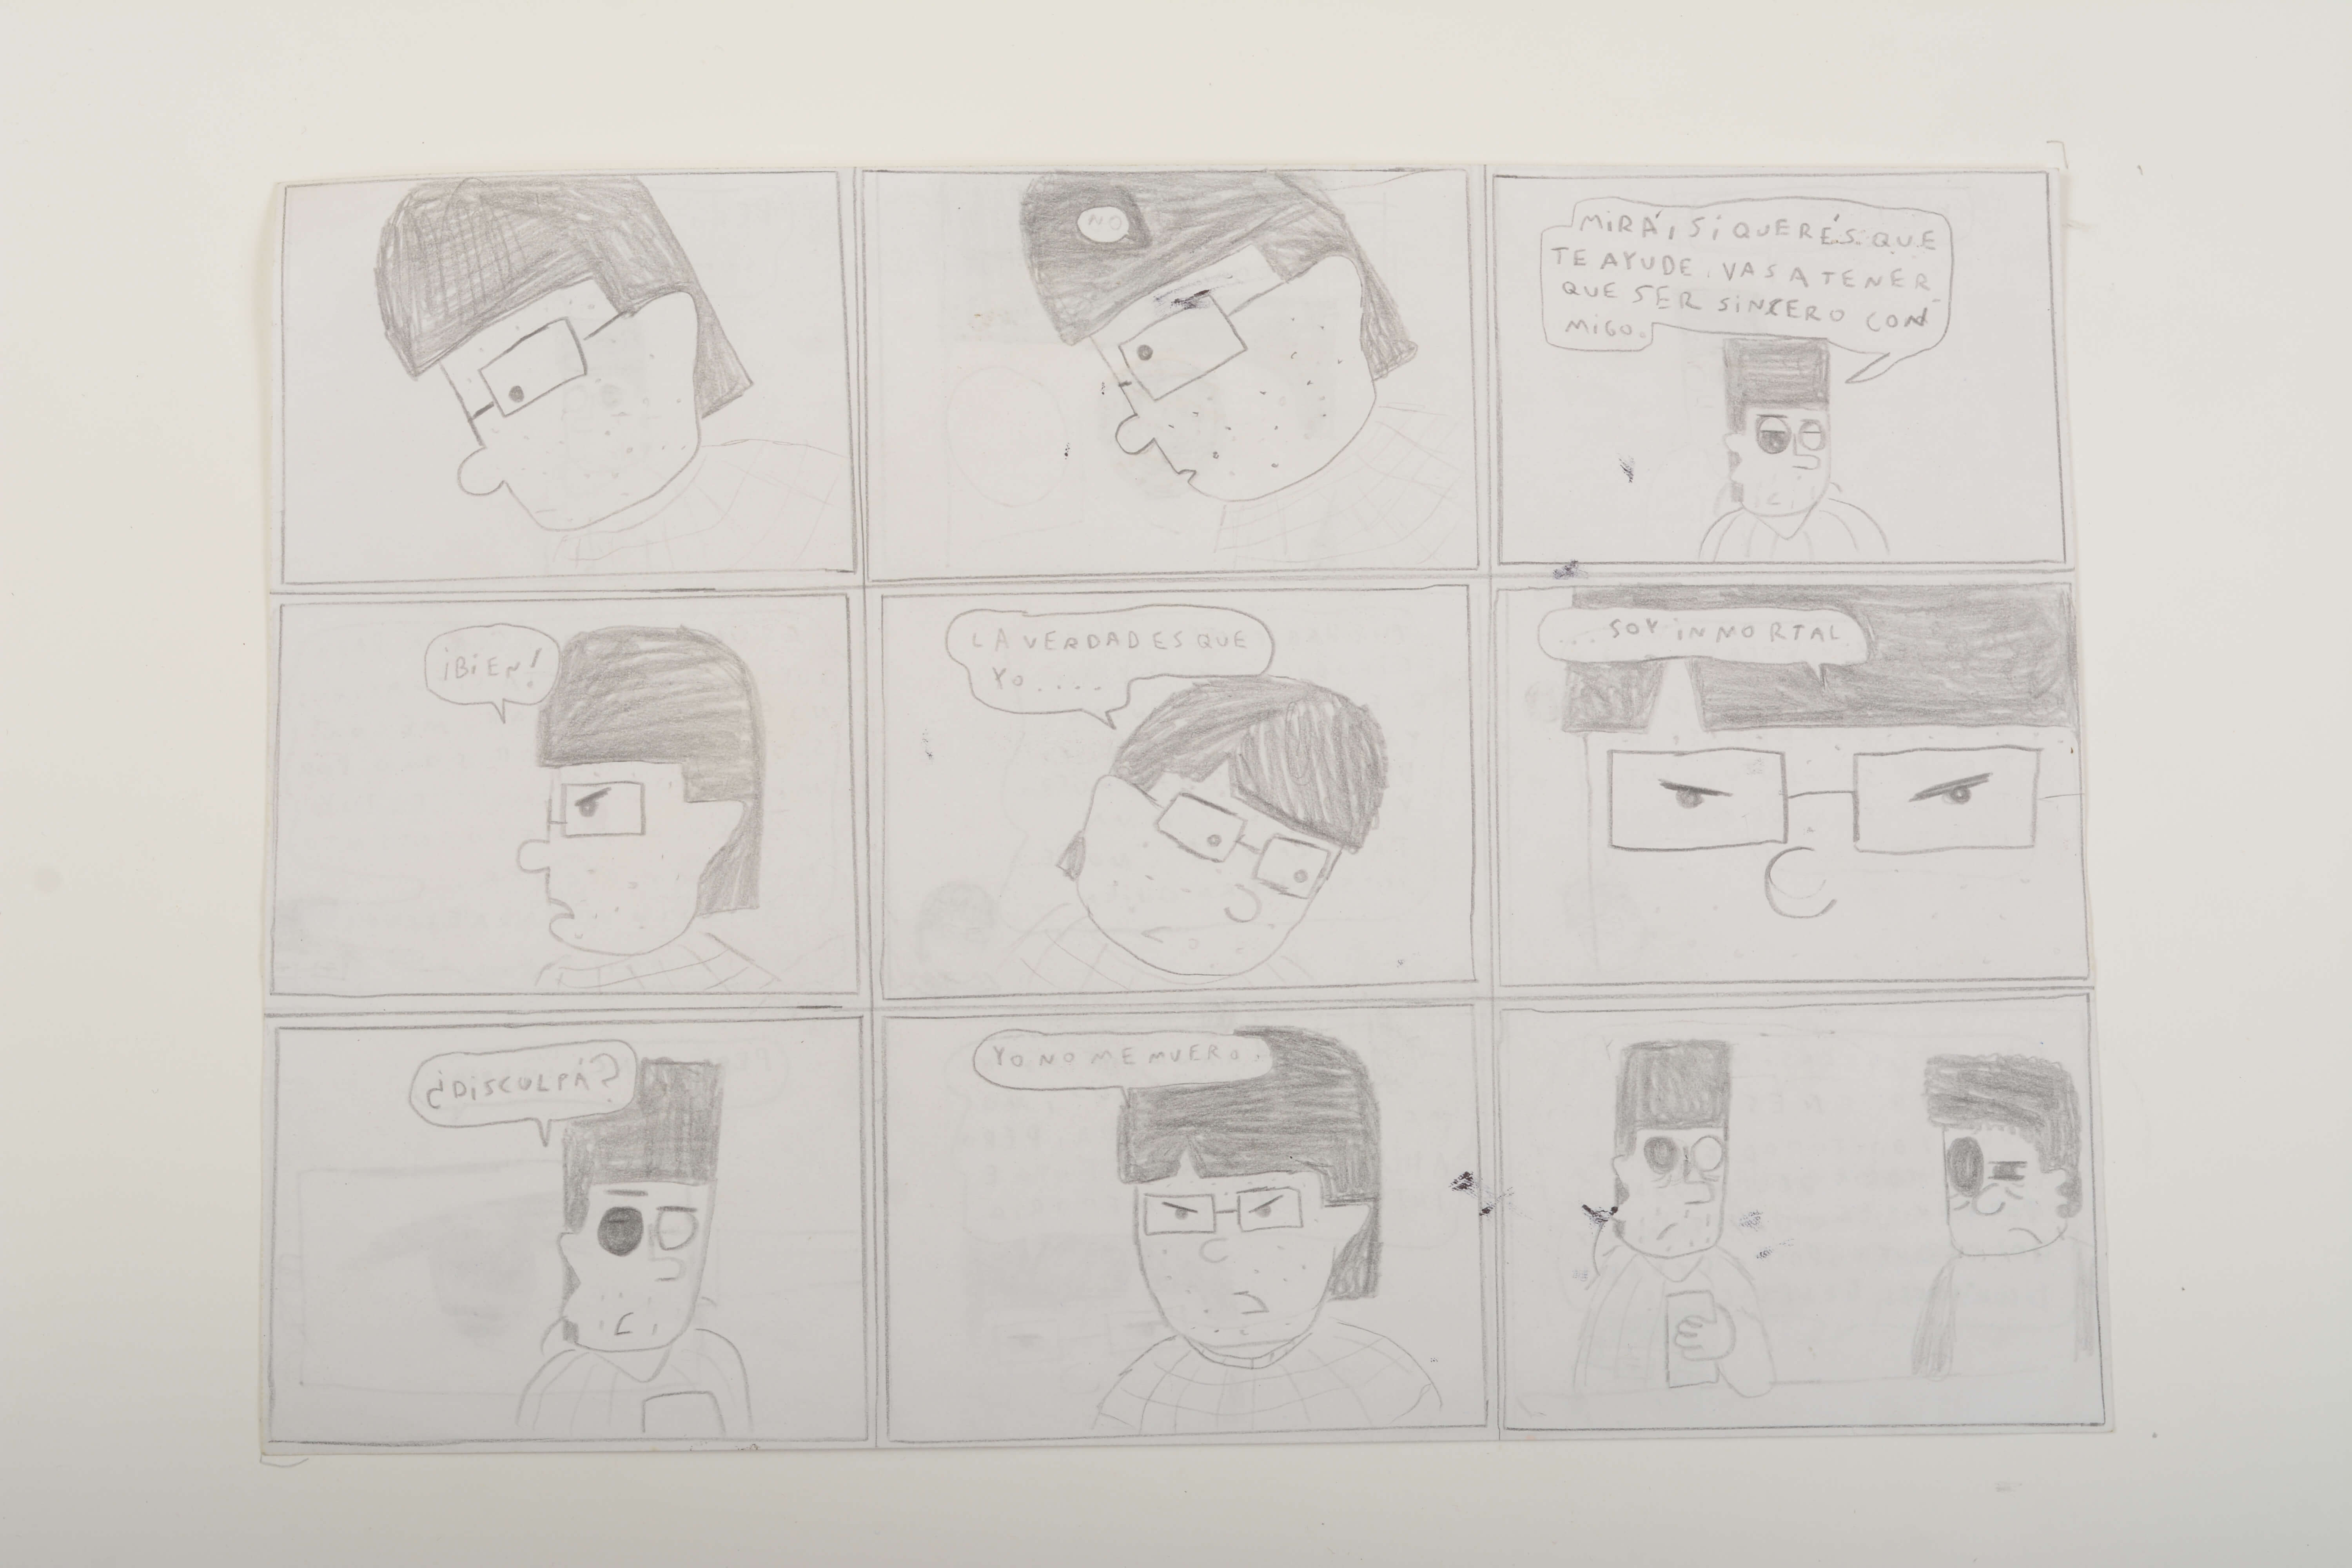 NO
MIRÁ, SI QUERÉS QUE
TE AYUDE, VAS A TENER
QUE SER SINCERO CON-
MIGO.
¡BIEN!
LA VERDAD ES QUE
YO....
...SOY INMORTAL
¿DISCULPÁ?
YO NO ME MUERO.